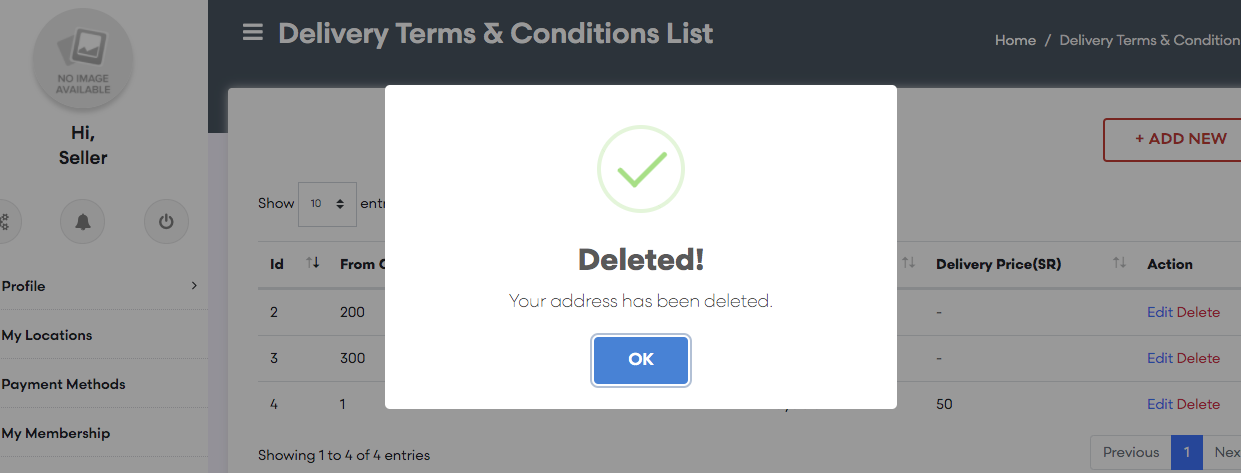 Delivery Terms & Conditions List
Home / Delivery Terms & Condition
NO IMAGE
AVAILABLE
Hi,
Seller
Profile
My Locations
Payment Methods
My Membership
+ ADD NEW
Show 10 entr
Id From Delivery Price(SR) Action
2 200 - Edit Delete
3 300 - Edit Delete
4 1 50 Edit Delete
Showing 1 to 4 of 4 entries
Previous 1 Nex
Deleted!
Your address has been deleted.
OK